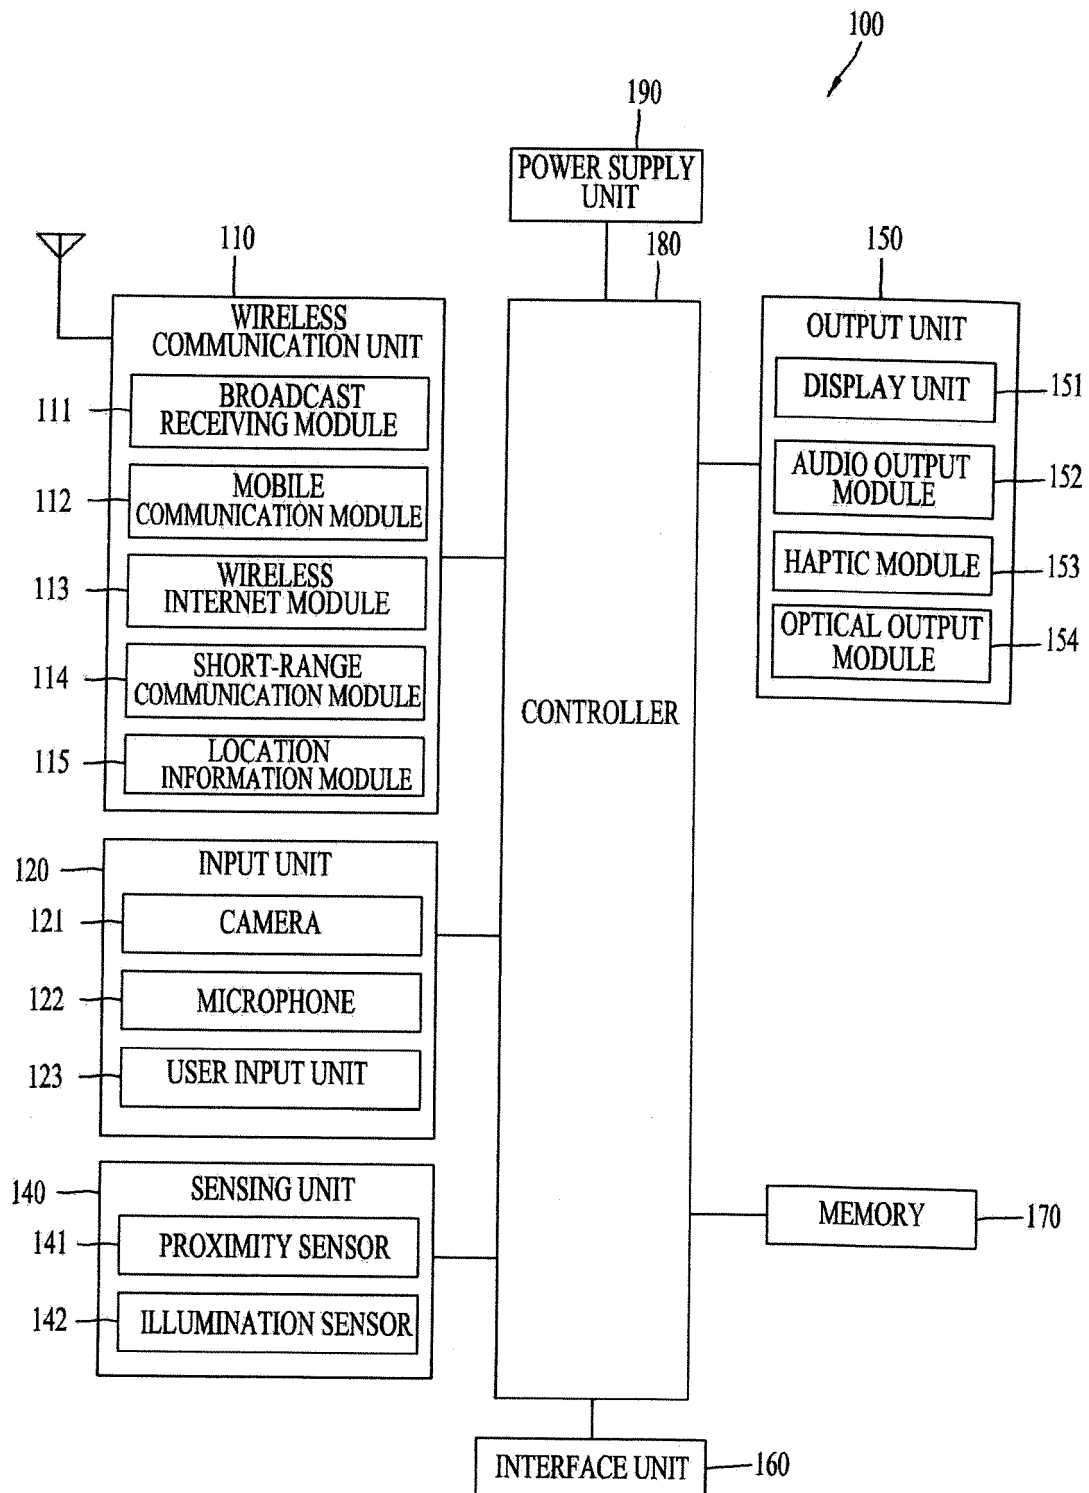 100
190
POWER SUPPLY
UNIT
110
180
150
WIRELESS
COMMUNICATION UNIT
111
BROADCAST
RECEIVING MODULE
112
MOBILE
COMMUNICATION MODULE
113
WIRELESS
INTERNET MODULE
114
SHORT-RANGE
COMMUNICATION MODULE
115
LOCATION
INFORMATION MODULE
120
INPUT UNIT
121
CAMERA
122
MICROPHONE
123
USER INPUT UNIT
140
SENSING UNIT
141
PROXIMITY SENSOR
142
ILLUMINATION SENSOR
CONTROLLER
OUTPUT UNIT
DISPLAY UNIT
151
AUDIO OUTPUT
MODULE
152
HAPTIC MODULE
153
OPTICAL OUTPUT
MODULE
154
MEMORY
170
INTERFACE UNIT
160